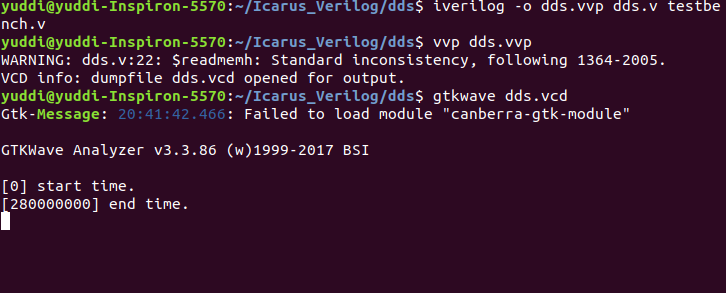 yuddi@yuddi-Inspiron-5570:~/Icarus_Verilog/dds$ iverilog -o dds.vvp dds.v testbe
nch.v
yuddi@yuddi-Inspiron-5570:~/Icarus_Verilog/dds$ vvp dds.vvp
WARNING: dds.v:22: $readmemh: Standard inconsistency, following 1364-2005.
VCD info: dumpfile dds.vcd opened for output.
yuddi@yuddi-Inspiron-5570:~/Icarus_Verilog/dds$ gtkwave dds.vcd
Gtk-Message: 20:41:42.466: Failed to load module "canberra-gtk-module"
GTKWave Analyzer v3.3.86 (w)1999-2017 BSI
[0] start time.
[280000000] end time.